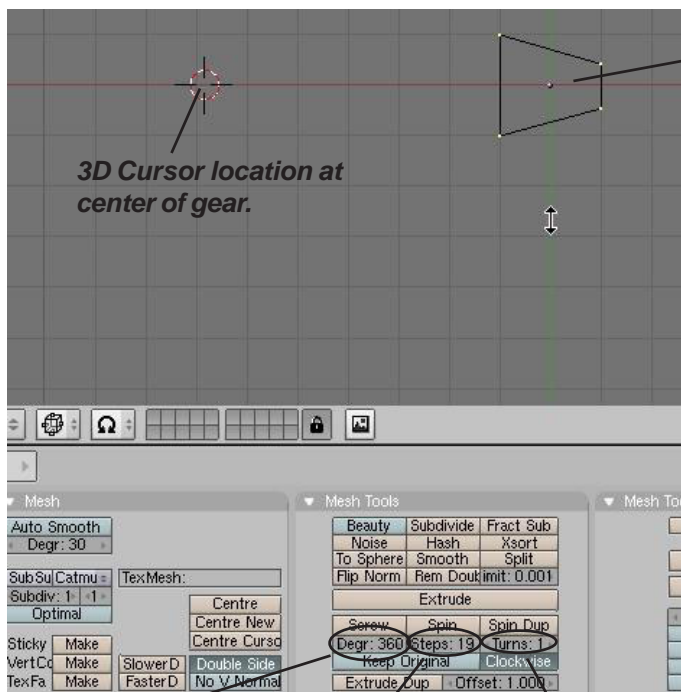 3D Cursor location at
center of gear.
Mesh
Mesh Tools
Mesh Too
Auto Smooth
Degr: 30
SubSu Catmu
Subdiv: 1 1
Optimal
TexMesh:
Centre
Centre New
Centre Curso
Sticky Make
VertCo Make
TexFa Make
SlowerD Double Side
FasterD No V.Normal
Beauty Subdivide Fract Sub
Noise Hash Xsort
To Sphere Smooth Split
Flip Norm Rem Doub limit: 0.001
Extrude
Screw Spin Spin Dup
Degr: 360 Steps: 19 Turns: 1
Keep Original Clockwise
Extrude Dup Offset: 1.000